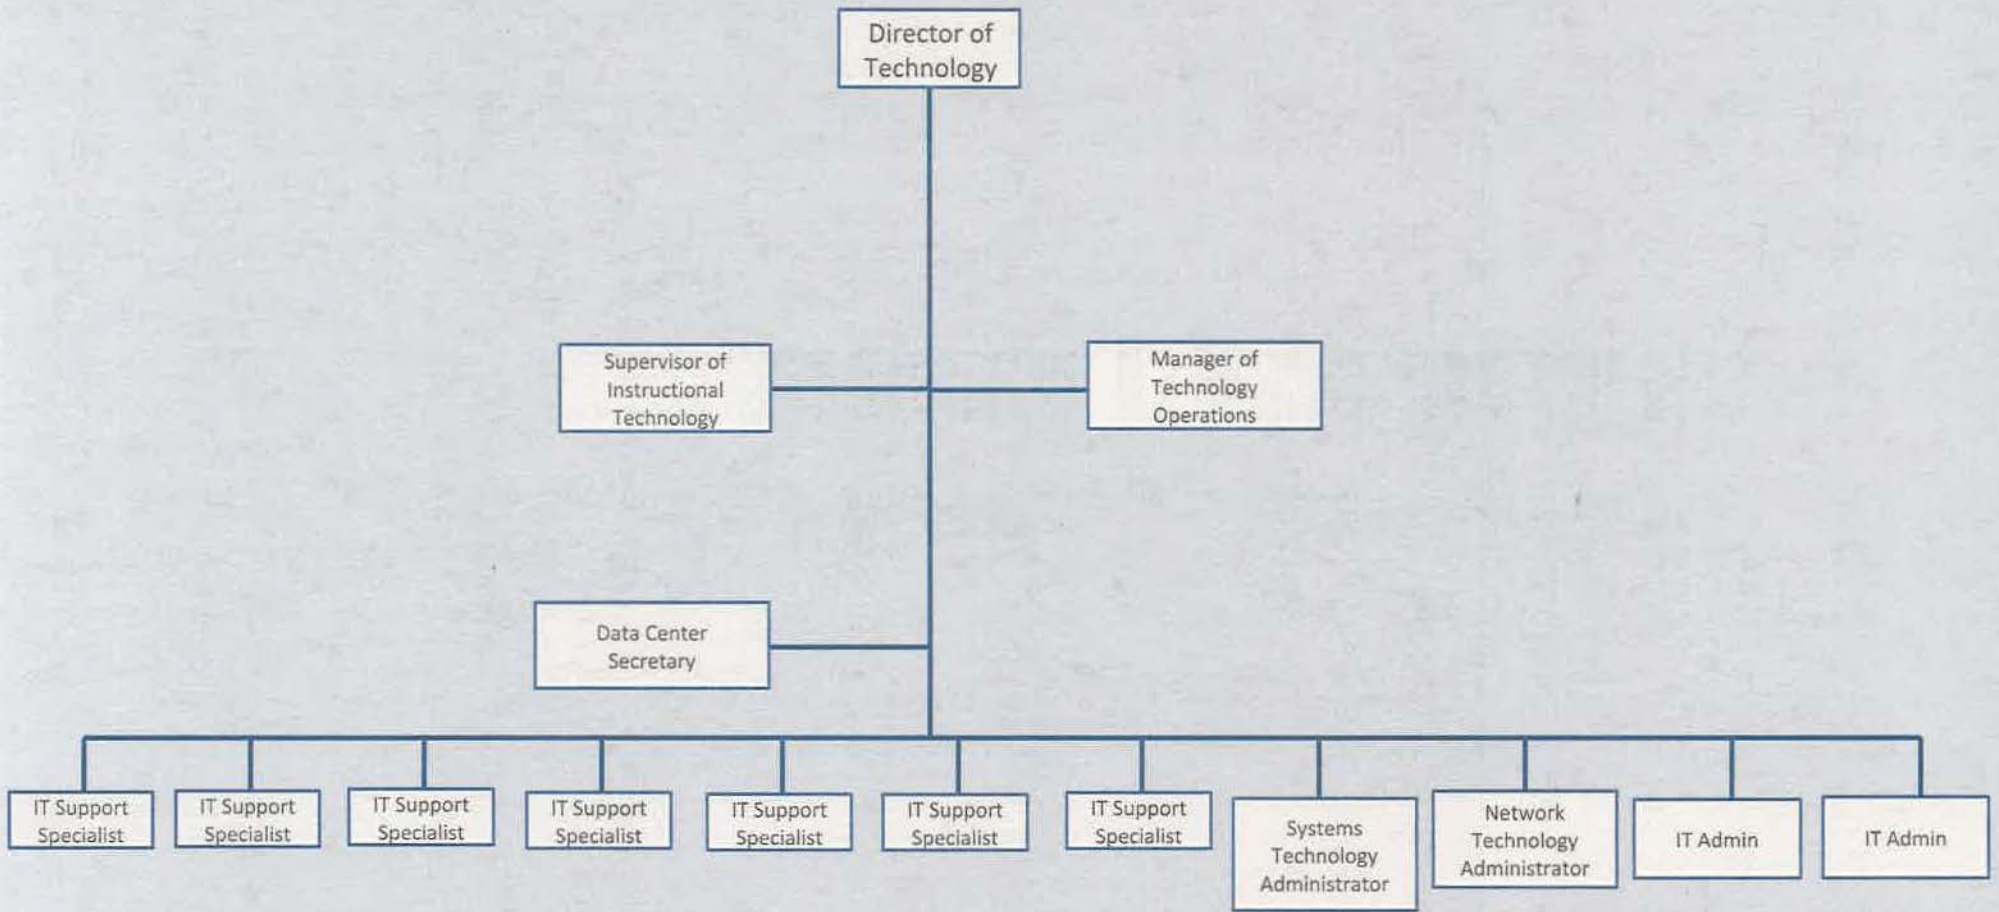 Director of
Technology
Supervisor of
Instructional
Technology
Manager of
Technology
Operations
Data Center
Secretary
IT Support
Specialist
IT Support
Specialist
IT Support
Specialist
IT Support
Specialist
IT Support
Specialist
IT Support
Specialist
IT Support
Specialist
Systems
Technology
Administrator
Network
Technology
Administrator
IT Admin
IT Admin